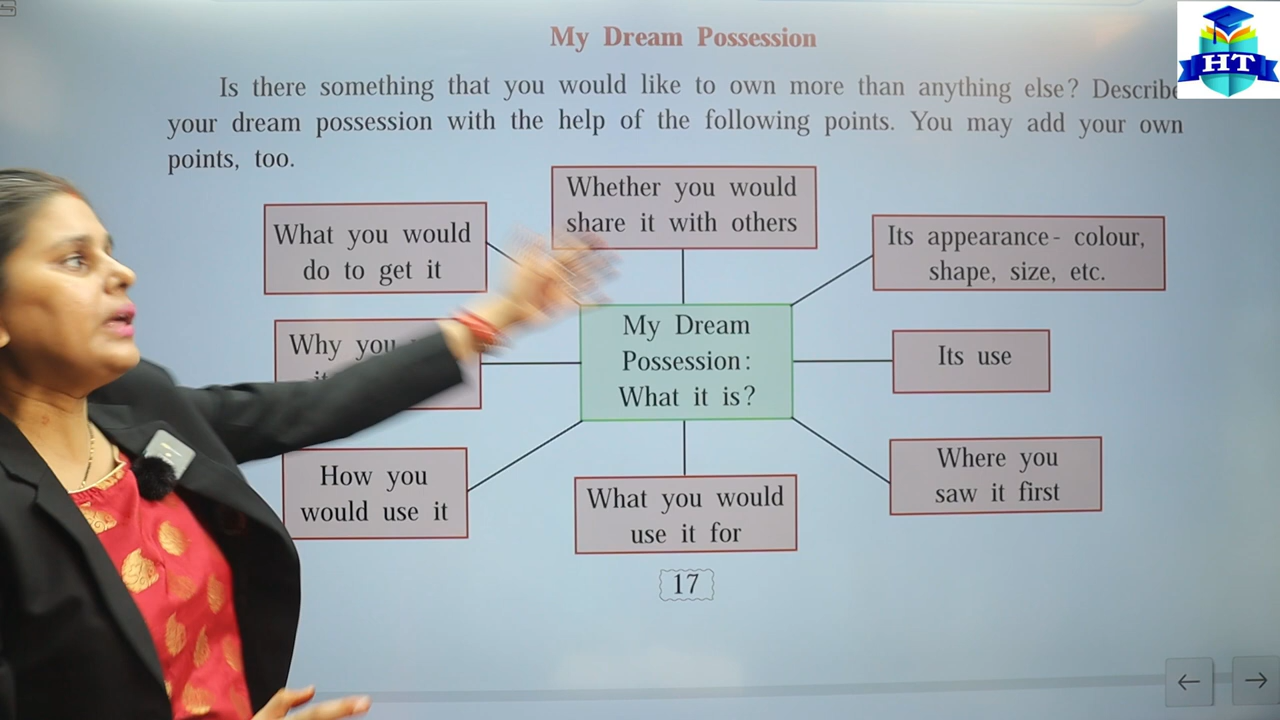 My Dream Possession
Is there something that you would like to own more than anything else? Describe
your dream possession with the help of the following points. You may add your own
points, too.
HT
Whether you would
share it with others
What you would
do to get it
Its appearance - colour,
shape, size, etc.
Why you
My Dream
Possession:
What it is?
Its use
How you
would use it
What you would
use it for
Where you
saw it first
17